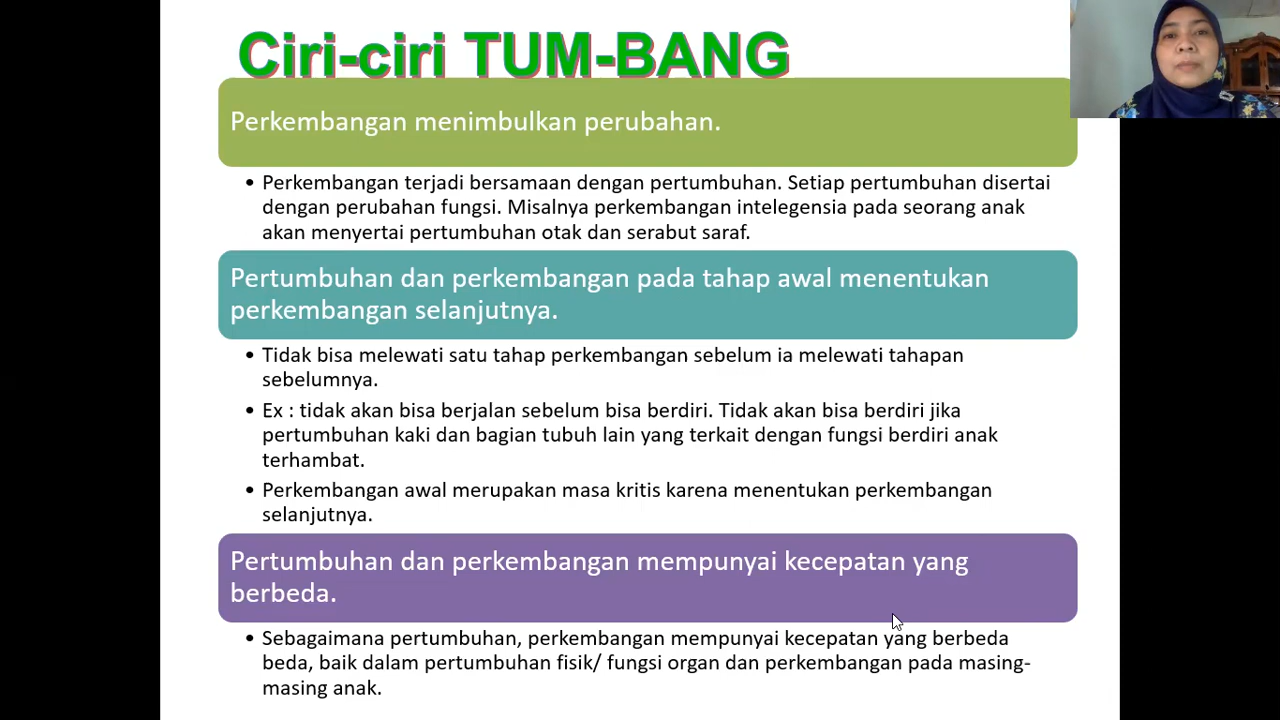 Ciri-ciri TUM-BANG
Perkembangan menimbulkan perubahan.
• Perkembangan terjadi bersamaan dengan pertumbuhan. Setiap pertumbuhan disertai
dengan perubahan fungsi. Misalnya perkembangan intelegensia pada seorang anak
akan menyertai pertumbuhan otak dan serabut saraf.
Pertumbuhan dan perkembangan pada tahap awal menentukan
perkembangan selanjutnya.
• Tidak bisa melewati satu tahap perkembangan sebelum ia melewati tahapan
sebelumnya.
• Ex : tidak akan bisa berjalan sebelum bisa berdiri. Tidak akan bisa berdiri jika
pertumbuhan kaki dan bagian tubuh lain yang terkait dengan fungsi berdiri anak
terhambat.
• Perkembangan awal merupakan masa kritis karena menentukan perkembangan
selanjutnya.
Pertumbuhan dan perkembangan mempunyai kecepatan yang
berbeda.
• Sebagaimana pertumbuhan, perkembangan mempunyai kecepatan yang berbeda
beda, baik dalam pertumbuhan fisik/ fungsi organ dan perkembangan pada masing-
masing anak.